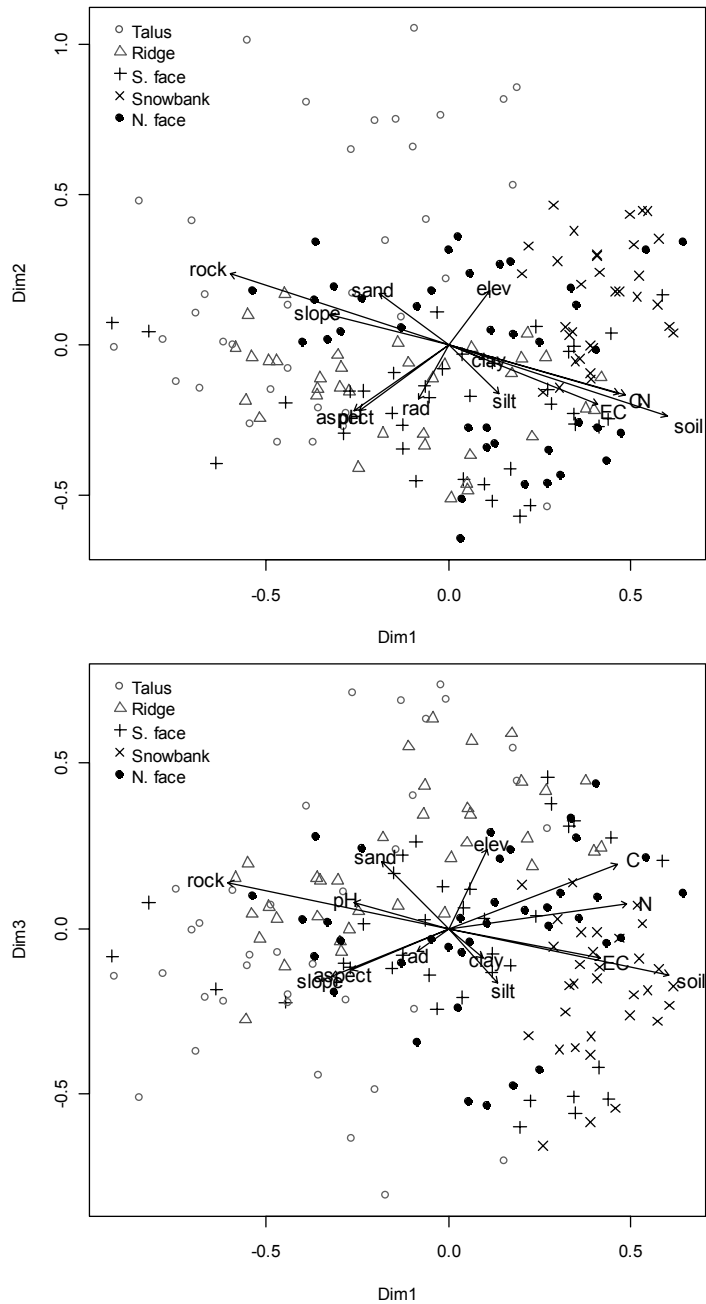 Talus
Ridge
S. face
Snowbank
N. face
1.0
0.5
0.0
-0.5
Dim2
rock
sand
slope
elev
clay
silt
rad
aspect
pH
C
N
EC
soil
-0.5
0.0
0.5
Dim1
Talus
Ridge
S. face
Snowbank
N. face
0.5
0.0
-0.5
Dim3
elev
sand
C
rock
pH
N
rad
clay
EC
aspect
slope
silt
soil
-0.5
0.0
0.5
Dim1